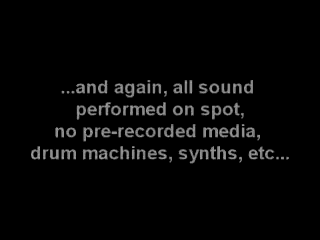 ...and again, all sound
performed on spot,
no pre-recorded media,
drum machines, synths, etc...